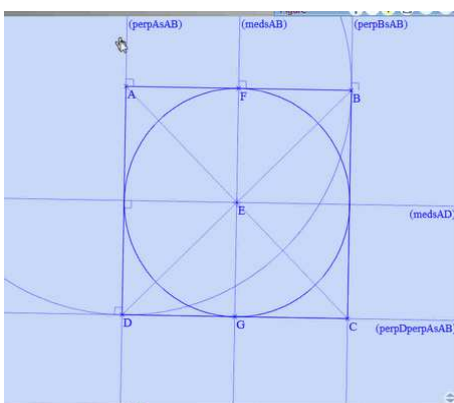 (perpAsAB) (medsAB) (perpBsAB)
A F B
E
(medsAD)
D G C (perpDperpAsAB)